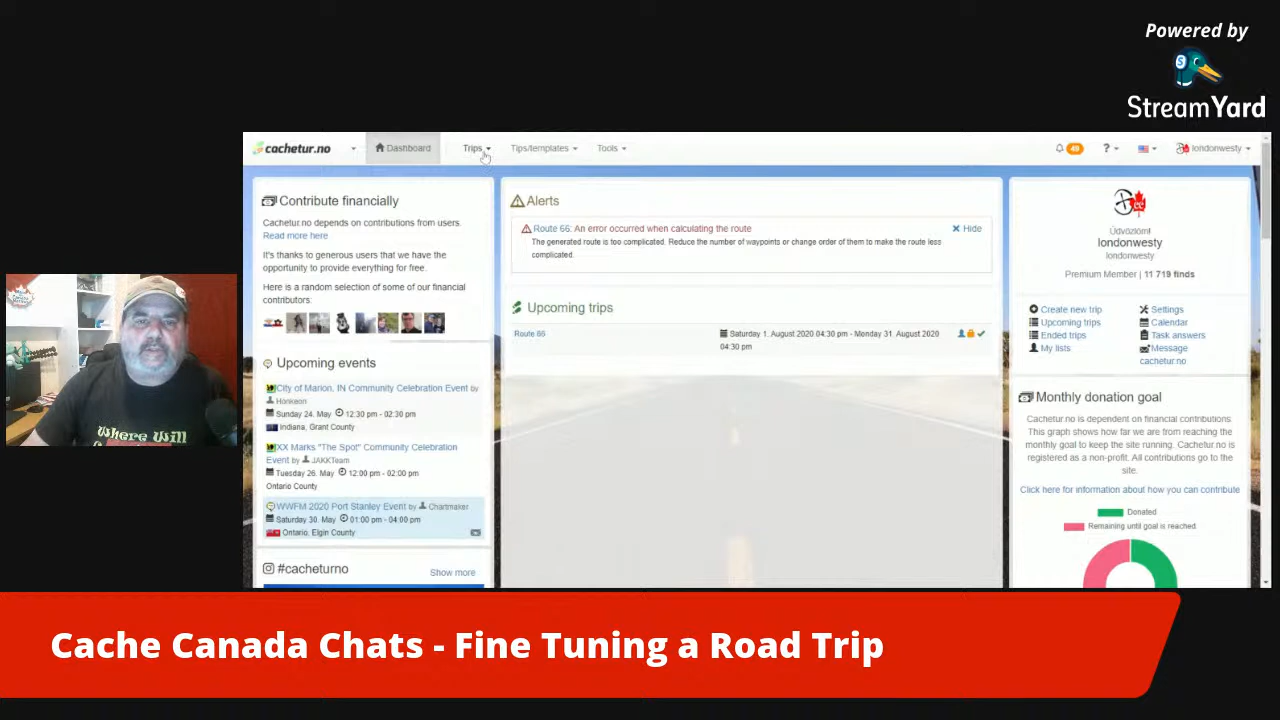 Powered by
StreamYard
cachetur.no
Dashboard
Trips
Tips/templates
Tools
49
?
londonwesty
Contribute financially
Cachetur.no depends on contributions from users.
Read more here
It's thanks to generous users that we have the
opportunity to provide everything for free.
Here is a random selection of some of our financial
contributors:
Upcoming events
City of Marion, IN Community Celebration Event by
Honkeon
Sunday 24. May 12:30 pm - 02:30 pm
Indiana, Grant County
XX Marks "The Spot" Community Celebration
Event by JAKKTeam
Tuesday 26. May 12:00 pm - 02:00 pm
Ontario County
WWFM 2020 Port Stanley Event by Chartmaker
Saturday 30. May 01:00 pm - 04:00 pm
Ontario, Elgin County
#cacheturno
Show more
Alerts
Route 66: An error occurred when calculating the route
Hide
The generated route is too complicated. Reduce the number of waypoints or change order of them to make the route less
complicated.
Upcoming trips
Route 66
Saturday 1. August 2020 04:30 pm - Monday 31. August 2020
04:30 pm
Üdvözlöm!
londonwesty
londonwesty
Premium Member | 11 719 finds
Create new trip
Upcoming trips
Ended trips
My lists
Settings
Calendar
Task answers
Message
cachetur.no
Monthly donation goal
Cachetur.no is dependent on financial contributions.
This graph shows how far we are from reaching the
monthly goal to keep the site running. Cachetur.no is
registered as a non-profit. All contributions go to the
site.
Click here for information about how you can contribute
Donated
Remaining until goal is reached
Where Will
Cache Canada Chats - Fine Tuning a Road Trip